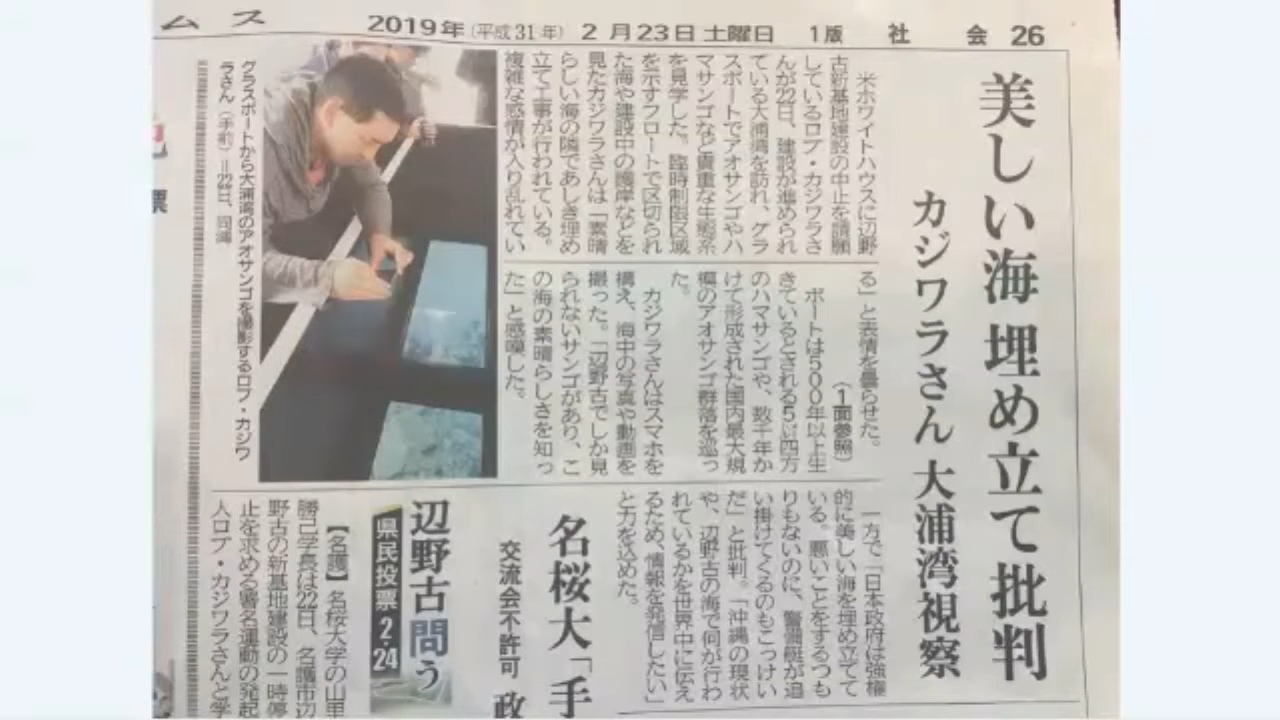 ムス
2019年(平成31年) 2月23日 土曜日 1版 社会 26
美しい海 埋め立て批判
カジワラさん 大浦湾視察
米ホワイトハウスに辺野
古新基地建設の中止を請願
しているロブ・カジワラさ
んが22日、建設が進められ
ている大浦湾を訪れ、グラ
スボートでアオサンゴやハ
マサンゴなど貴重な生態系
を見学した。臨時制限区域
を示すフロートで区切られ
た海や建設中の護岸などを
見たカジワラさんは「素晴
らしい海の隣であしき埋め
立て工事が行われている。
複雑な感情が入り乱れてい
る」と表情を曇らせた。
(1面参照)
ボートは500年以上生
きているとされる5㍍四方
のハマサンゴや、数千年か
けて形成された国内最大規
模のアオサンゴ群落を巡っ
た。
カジワラさんはスマホを
構え、海中の写真や動画を
撮った。「辺野古でしか見
られないサンゴがあり、こ
の海の素晴らしさを知っ
た」と感嘆した。
一方で「日本政府は強権
的に美しい海を埋め立てて
いる。悪いことをするつも
りもないのに、警備艇が追
い掛けてくるのもこっけい
だ」と批判。「沖縄の現状
や、辺野古の海で何が行わ
れているかを世界中に伝え
るため、情報を発信したい」
と力を込めた。
グラスボートから大浦湾のアオサンゴを撮影するロブ・カジワ
ラさん(手前)=22日、同湾
名桜大「手
交流会不許可 政
辺野古問う
県民投票2・24
【名護】名桜大学の山里
勝己学長は22日、名護市辺
野古の新基地建設の一時停
止を求める署名運動の発起
人ロブ・カジワラさんと学
票